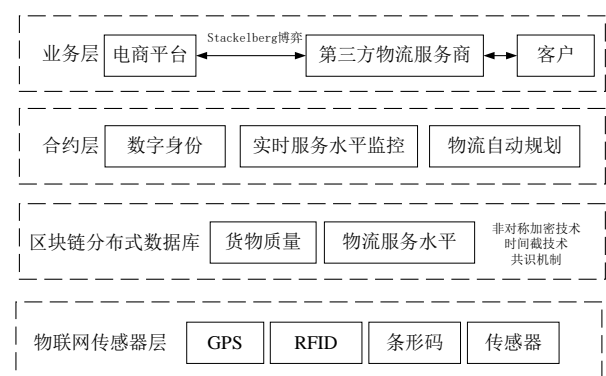 Stackelberg博弈
业务层 电商平台 第三方物流服务商 客户
合约层 数字身份 实时服务水平监控 物流自动规划
区块链分布式数据库 货物质量 物流服务水平
非对称加密技术
时间截技术
共识机制
物联网传感器层 GPS RFID 条形码 传感器